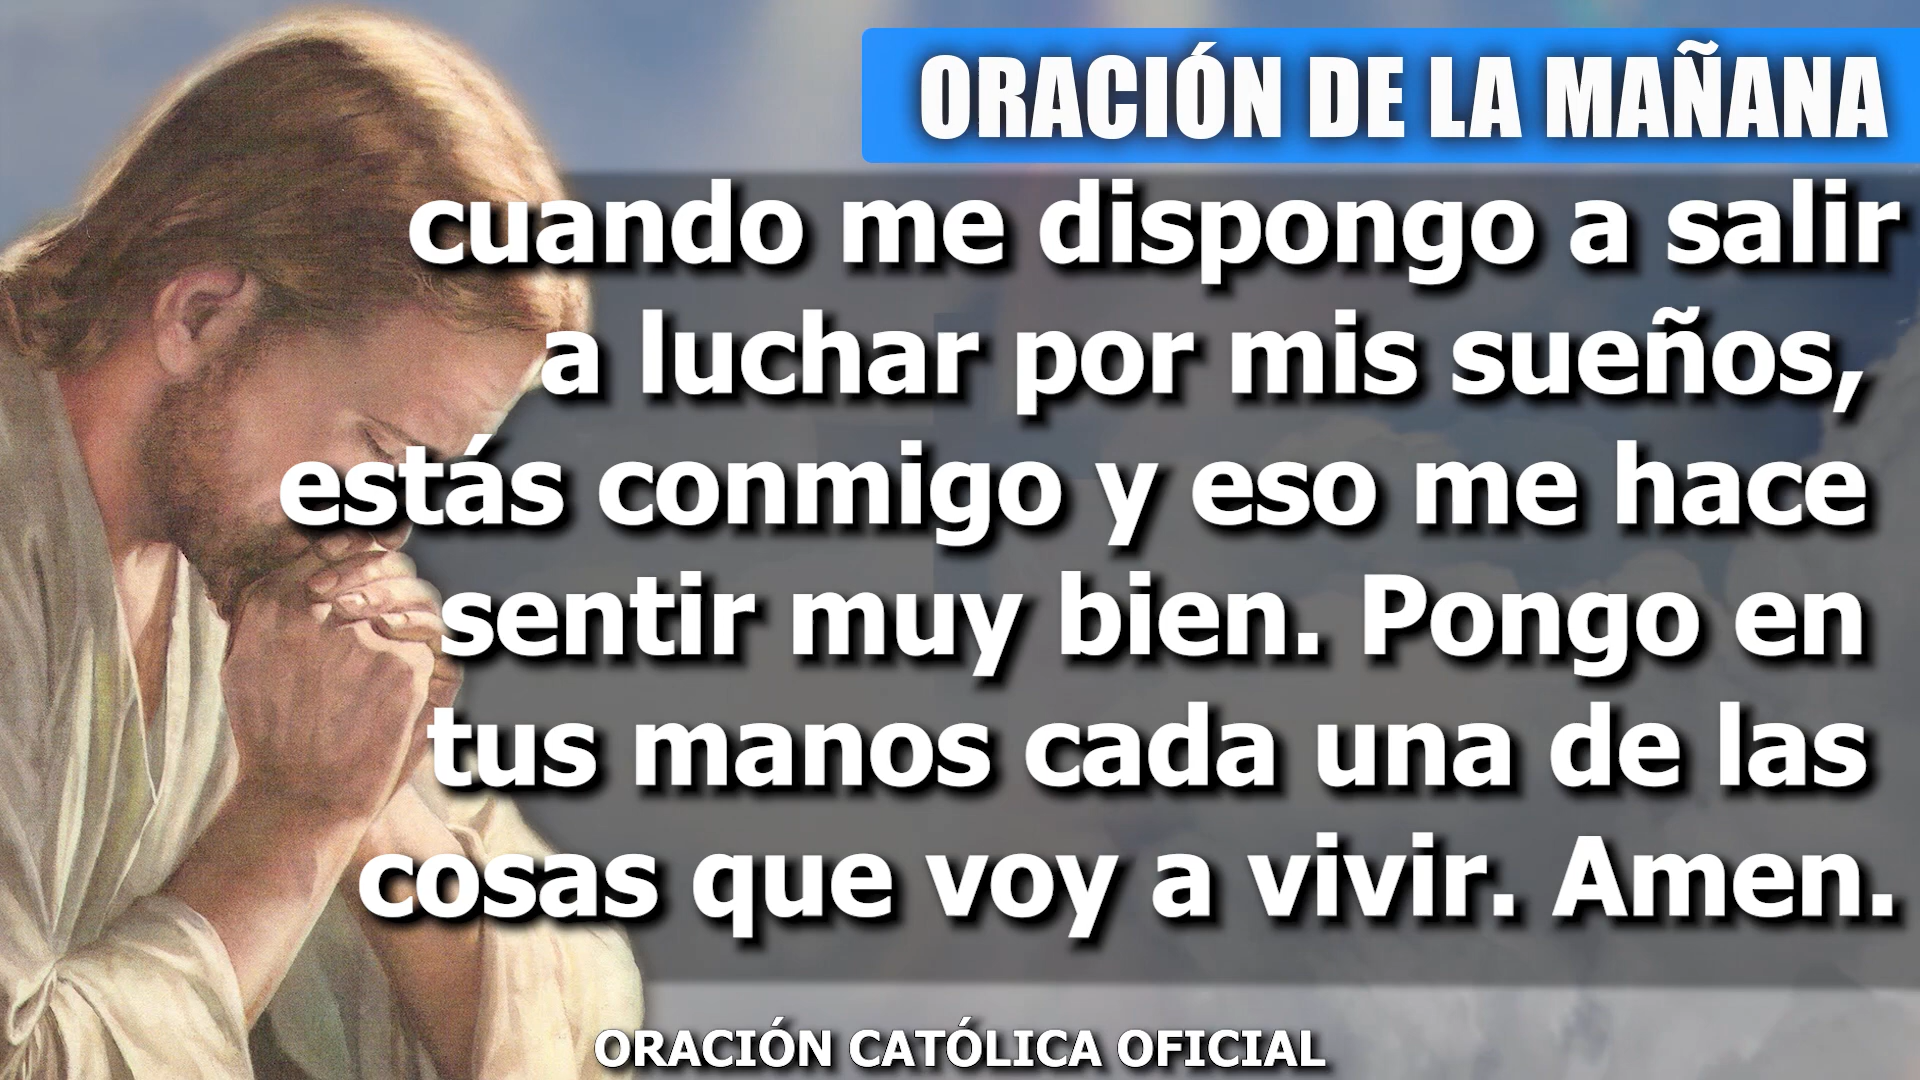 ORACIÓN DE LA MAÑANA
cuando me dispongo a salir
a luchar por mis sueños,
estás conmigo y eso me hace
sentir muy bien. Pongo en
tus manos cada una de las
cosas que voy a vivir. Amen.
ORACIÓN CATÓLICA OFICIAL